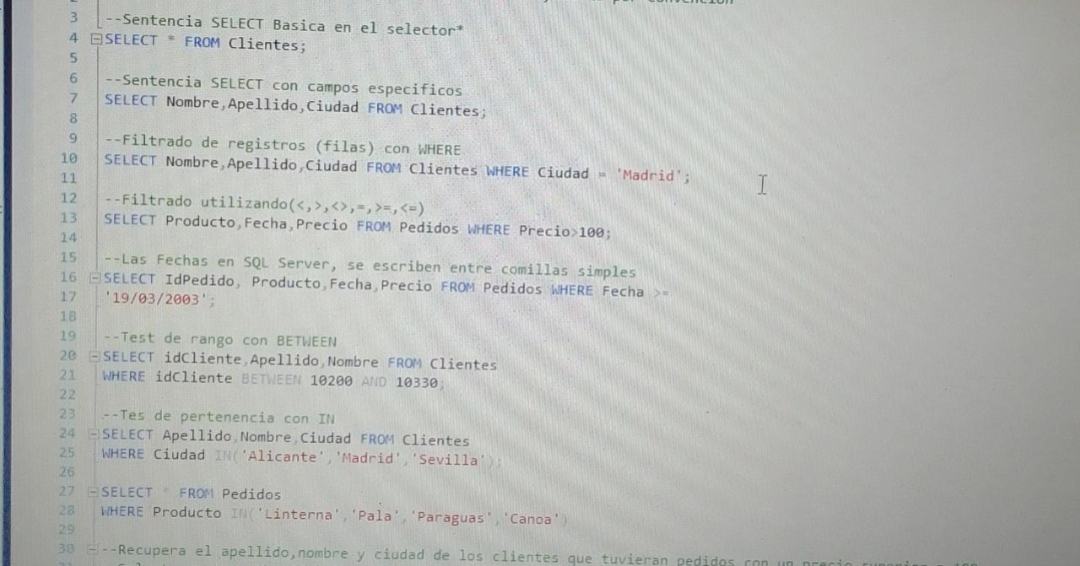 3 --Sentencia SELECT Basica en el selector*
4 SELECT * FROM Clientes;
5
6 --Sentencia SELECT con campos especificos
7 SELECT Nombre,Apellido,Ciudad FROM Clientes;
8
9 --Filtrado de registros (filas) con WHERE
10 SELECT Nombre,Apellido,Ciudad FROM Clientes WHERE Ciudad = 'Madrid';
11
12 --Filtrado utilizando(<,>,<>,=,>=,<=)
13 SELECT Producto,Fecha,Precio FROM Pedidos WHERE Precio>100;
14
15 --Las Fechas en SQL Server, se escriben entre comillas simples
16 SELECT IdPedido, Producto,Fecha,Precio FROM Pedidos WHERE Fecha >=
17 '19/03/2003';
18
19 --Test de rango con BETWEEN
20 SELECT idCliente,Apellido,Nombre FROM Clientes
21 WHERE idCliente BETWEEN 10200 AND 10330;
22
23 --Tes de pertenencia con IN
24 SELECT Apellido,Nombre,Ciudad FROM Clientes
25 WHERE Ciudad IN('Alicante','Madrid','Sevilla');
26
27 SELECT * FROM Pedidos
28 WHERE Producto IN('Linterna','Pala','Paraguas','Canoa')
29
30 --Recupera el apellido,nombre y ciudad de los clientes que tuvieran pedidos con un precio